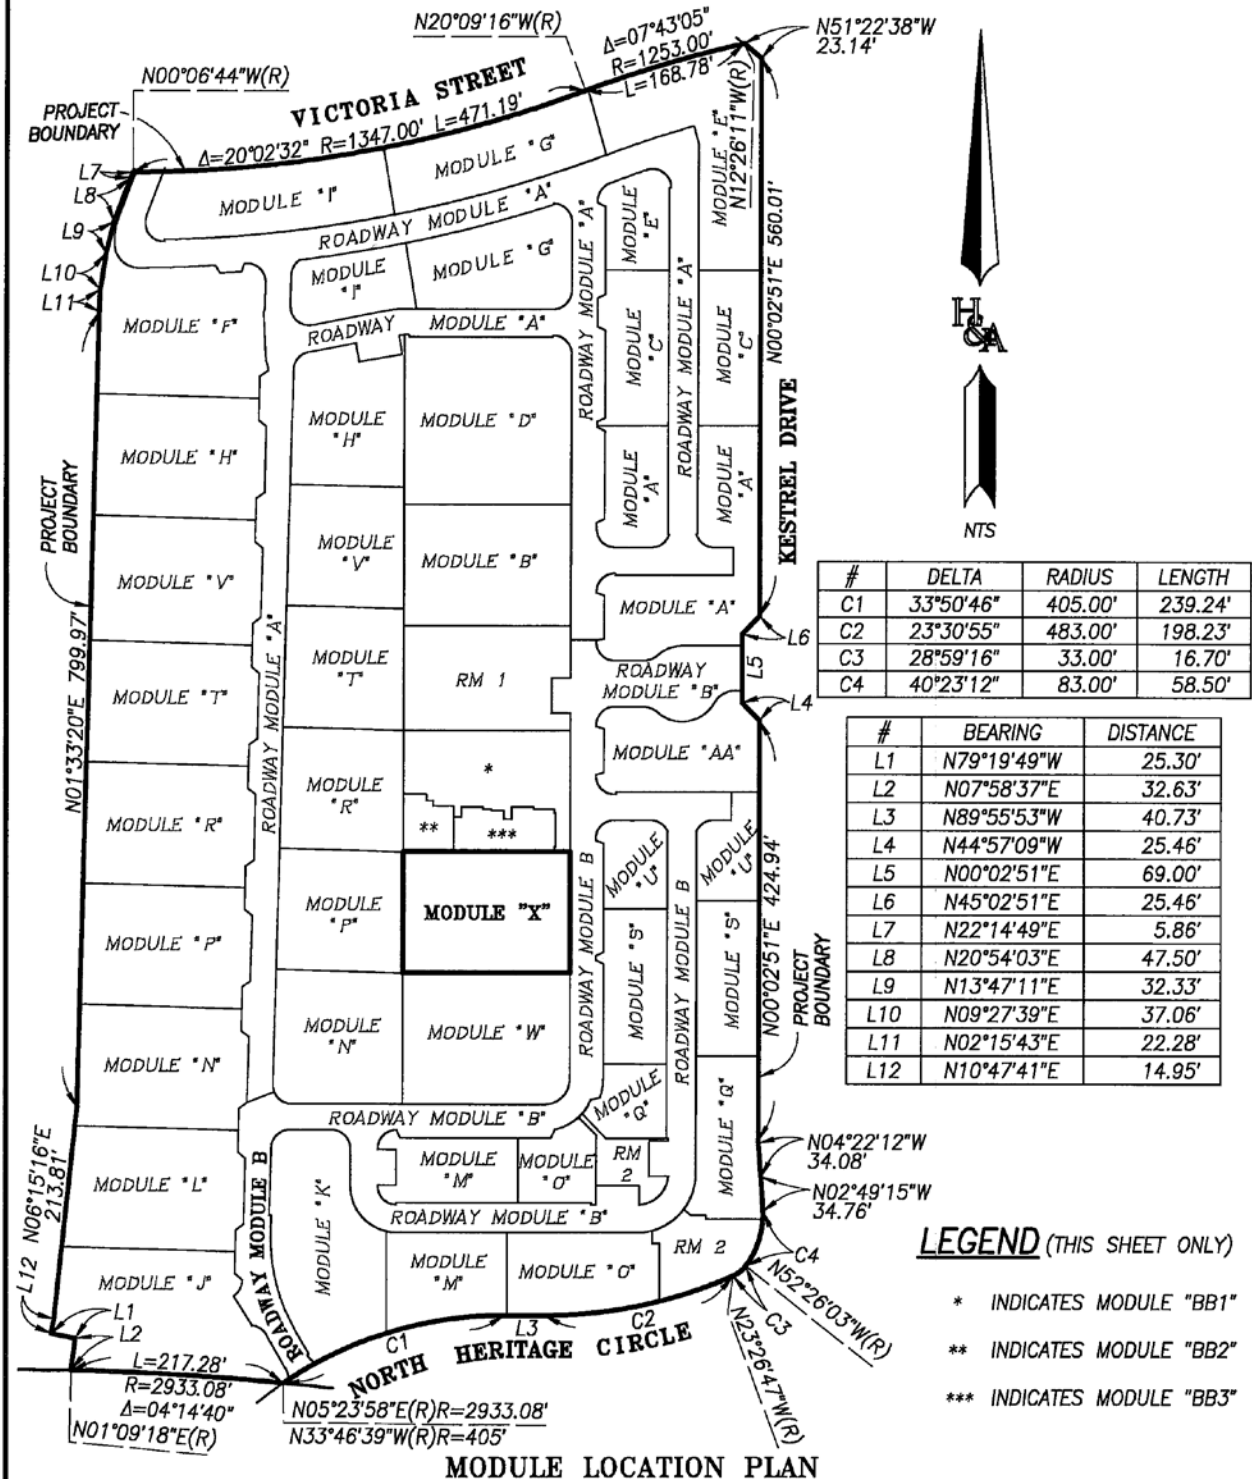 N20°09'16"W(R)
Δ=07°43'05"
R=1253.00'
L=168.78'
N51°22'38"W
23.14'
N00°06'44"W(R)
VICTORIA STREET
PROJECT
BOUNDARY
Δ=20°02'32" R=1347.00' L=471.19'
MODULE "E"
N12°26'11"W(R)
L7
L8
L9
L10
L11
MODULE "I"
MODULE "G"
ROADWAY MODULE "A"
MODULE
"I"
MODULE "G"
ROADWAY MODULE "A"
ROADWAY MODULE "A"
MODULE
"E"
ROADWAY MODULE "A"
N00°02'51"E 560.01'
H&A
NTS
MODULE "F"
MODULE
"H"
MODULE "D"
MODULE
"C"
MODULE
"C"
KESTREL DRIVE
MODULE "H"
PROJECT
BOUNDARY
MODULE
"A"
MODULE
"A"
MODULE
"V"
MODULE "B"
MODULE "V"
MODULE "A"
ROADWAY MODULE "A"
N01°33'20"E 799.97'
L6
L5
L4
MODULE "T"
MODULE
"T"
RM 1
ROADWAY
MODULE "B"
# DELTA RADIUS LENGTH
C1 33°50'46" 405.00' 239.24'
C2 23°30'55" 483.00' 198.23'
C3 28°59'16" 33.00' 16.70'
C4 40°23'12" 83.00' 58.50'
MODULE "AA"
MODULE "R"
MODULE
"R"
*
**
***
MODULE
"U"
MODULE
"U"
N00°02'51"E 424.94'
# BEARING DISTANCE
L1 N79°19'49"W 25.30'
L2 N07°58'37"E 32.63'
L3 N89°55'53"W 40.73'
L4 N44°57'09"W 25.46'
L5 N00°02'51"E 69.00'
L6 N45°02'51"E 25.46'
L7 N22°14'49"E 5.86'
L8 N20°54'03"E 47.50'
L9 N13°47'11"E 32.33'
L10 N09°27'39"E 37.06'
L11 N02°15'43"E 22.28'
L12 N10°47'41"E 14.95'
MODULE "P"
MODULE
"P"
MODULE "X"
ROADWAY MODULE B
MODULE "S"
ROADWAY MODULE B
MODULE "S"
PROJECT
BOUNDARY
MODULE "N"
MODULE
"N"
MODULE "W"
MODULE
"Q"
MODULE "Q"
ROADWAY MODULE "B"
MODULE "L"
N06°15'16"E
213.81'
ROADWAY MODULE B
MODULE "K"
MODULE
"M"
MODULE
"O"
RM
2
N04°22'12"W
34.08'
N02°49'15"W
34.76'
ROADWAY MODULE "B"
MODULE "J"
MODULE
"M"
MODULE "O"
RM 2
C4
N52°26'03"W(R)
C3
N23°26'47"W(R)
L12
L1
L2
C1
L3
C2
NORTH HERITAGE CIRCLE
L=217.28'
R=2933.08'
Δ=04°14'40"
N01°09'18"E(R)
N05°23'58"E(R)R=2933.08'
N33°46'39"W(R)R=405'
LEGEND (THIS SHEET ONLY)
* INDICATES MODULE "BB1"
** INDICATES MODULE "BB2"
*** INDICATES MODULE "BB3"
MODULE LOCATION PLAN